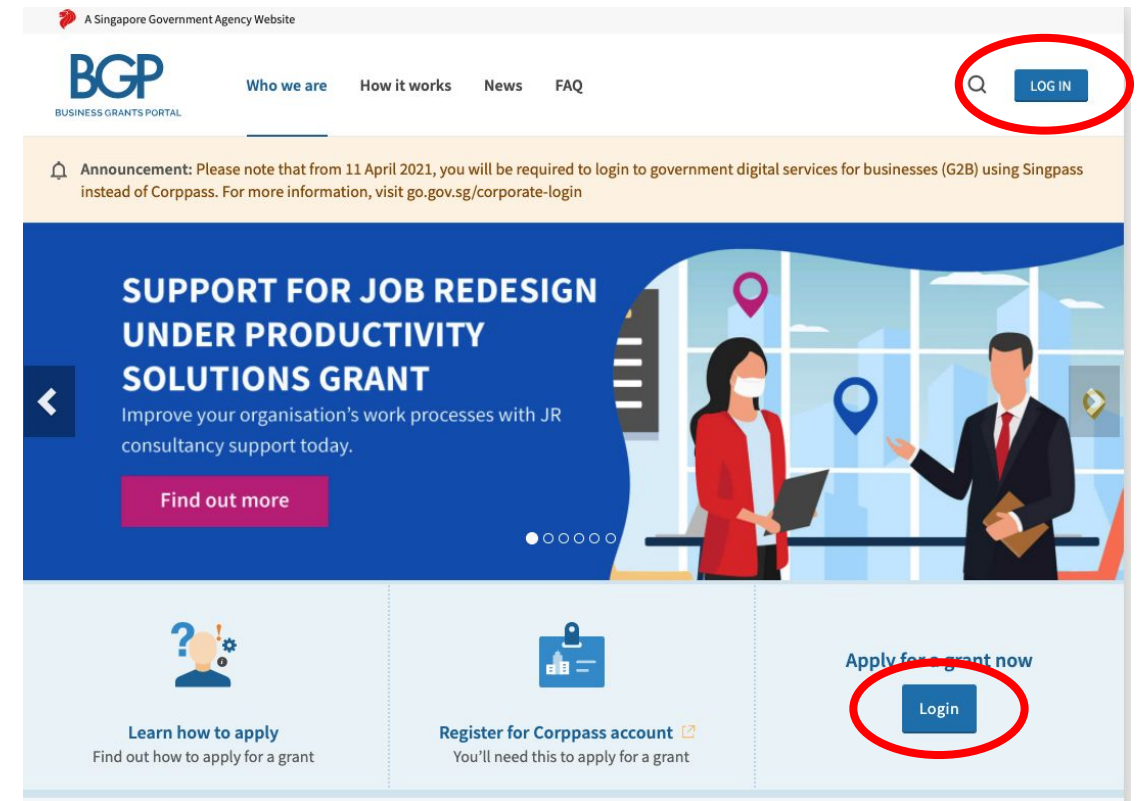 A Singapore Government Agency Website
BGP
BUSINESS GRANTS PORTAL
Who we are
How it works
News
FAQ
LOG IN
Announcement: Please note that from 11 April 2021, you will be required to login to government digital services for businesses (G2B) using Singpass
instead of Corppass. For more information, visit go.gov.sg/corporate-login
SUPPORT FOR JOB REDESIGN
UNDER PRODUCTIVITY
SOLUTIONS GRANT
Improve your organisation's work processes with JR
consultancy support today.
Find out more
Learn how to apply
Find out how to apply for a grant
Register for Corppass account
You'll need this to apply for a grant
Apply for a grant now
Login